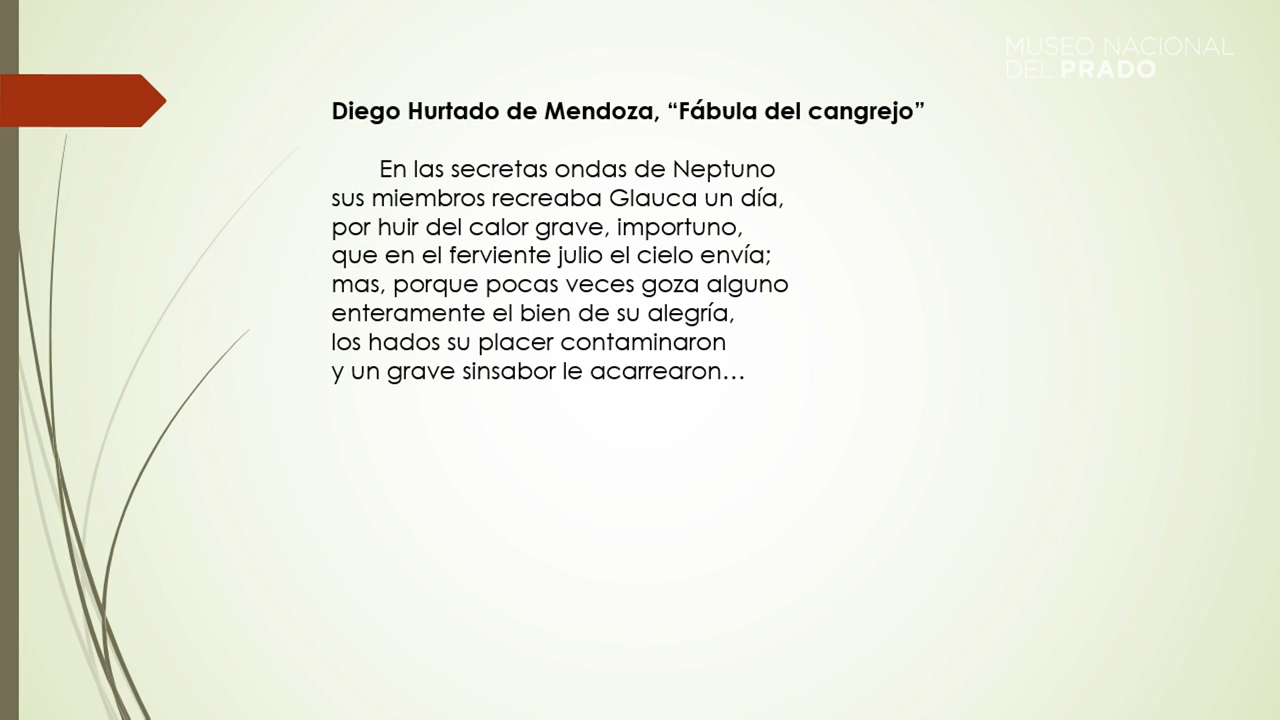 MUSEO NACIONAL
DEL PRADO
Diego Hurtado de Mendoza, “Fábula del cangrejo”
En las secretas ondas de Neptuno
sus miembros recreaba Glauca un día,
por huir del calor grave, importuno,
que en el ferviente julio el cielo envía;
mas, porque pocas veces goza alguno
enteramente el bien de su alegría,
los hados su placer contaminaron
y un grave sinsabor le acarrearon…